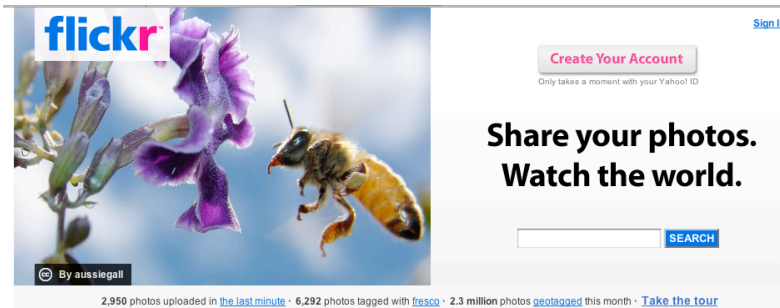 flickr
Sign I
Create Your Account
Only takes a moment with your Yahoo! ID
Share your photos.
Watch the world.
SEARCH
cc By aussiegall
2,950 photos uploaded in the last minute · 6,292 photos tagged with fresco · 2.3 million photos geotagged this month · Take the tour